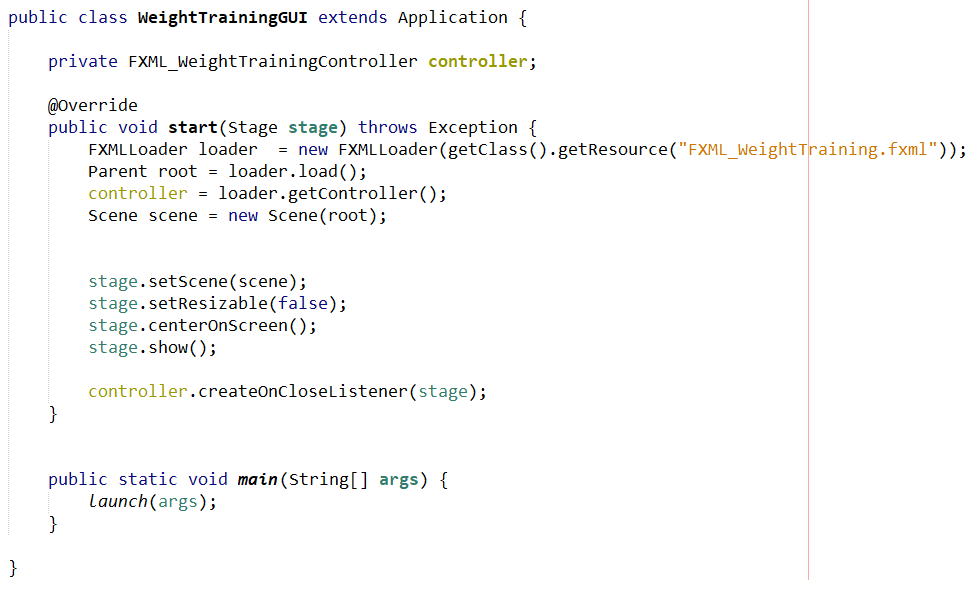 public class WeightTrainingGUI extends Application {
private FXML_WeightTrainingController controller;
@Override
public void start(Stage stage) throws Exception {
FXMLLoader loader  = new FXMLLoader(getClass().getResource("FXML_WeightTraining.fxml"));
Parent root = loader.load();
controller = loader.getController();
Scene scene = new Scene(root);
stage.setScene(scene);
stage.setResizable(false);
stage.centerOnScreen();
stage.show();
controller.createOnCloseListener(stage);
}
public static void main(String[] args) {
launch(args);
}
}